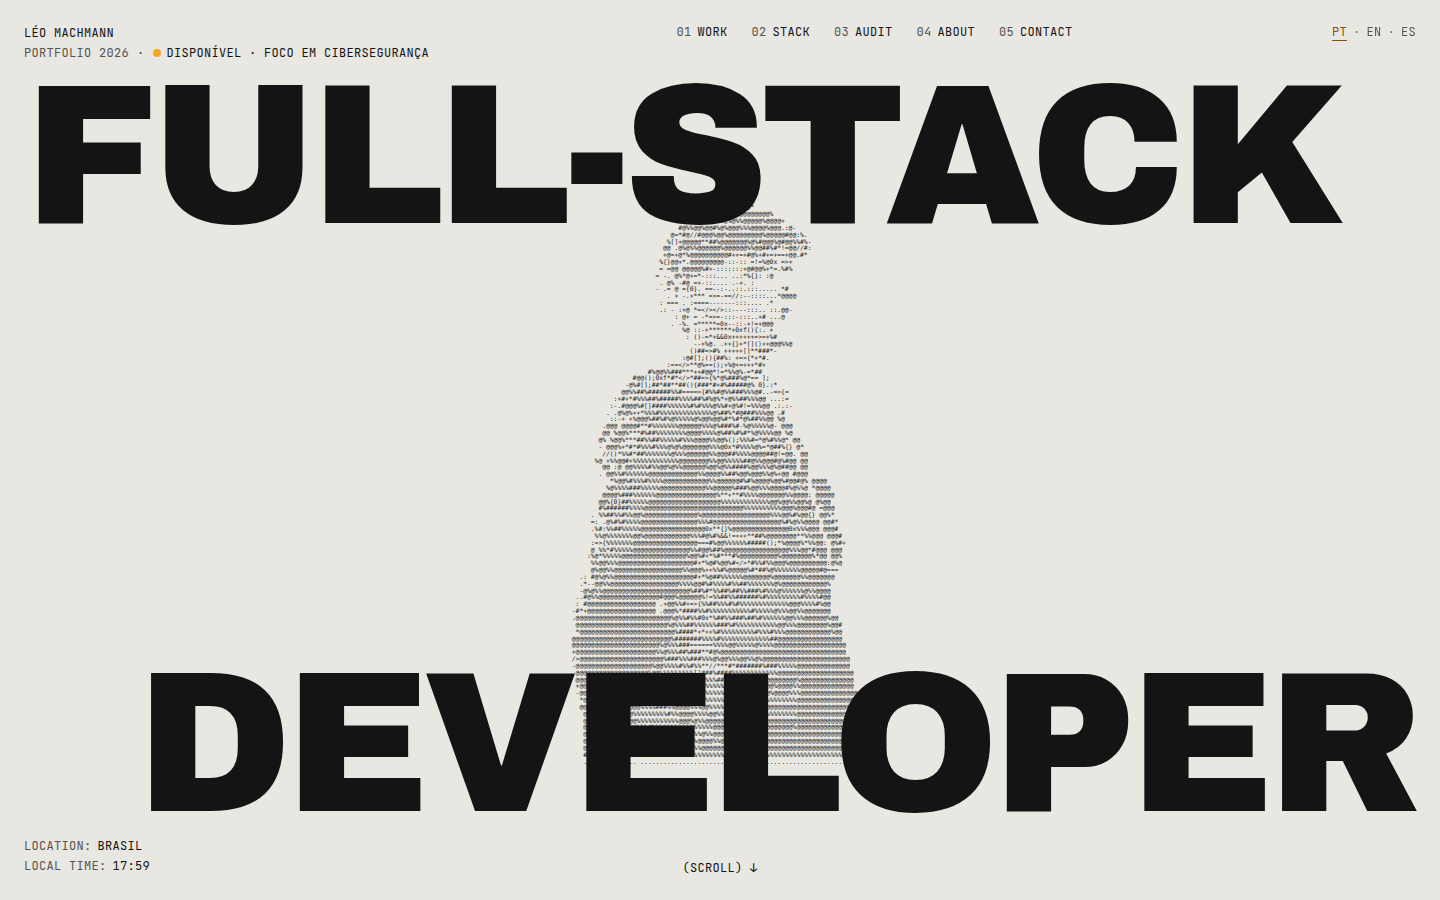 LÉO MACHMANN
PORTFOLIO 2026 · DISPONÍVEL · FOCO EM CIBERSEGURANÇA
01 WORK 02 STACK 03 AUDIT 04 ABOUT 05 CONTACT
PT · EN · ES
FULL-STACK
DEVELOPER
LOCATION: BRASIL
LOCAL TIME: 17:59
(SCROLL) ↓